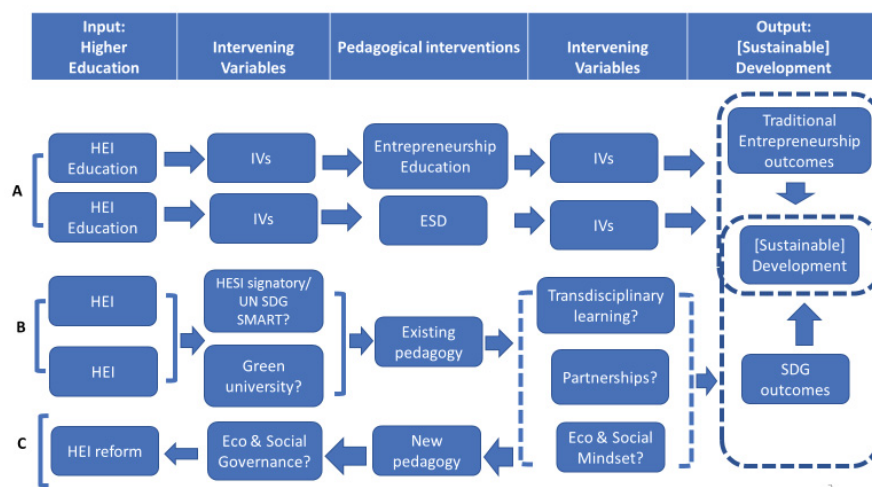 Input:
Higher
Education
Intervening
Variables
Pedagogical interventions
Intervening
Variables
Output:
[Sustainable]
Development
A
HEI
Education
IVs
Entrepreneurship
Education
IVs
Traditional
Entrepreneurship
outcomes
HEI
Education
IVs
ESD
IVs
[Sustainable]
Development
B
HEI
HESI signatory/
UN SDG
SMART?
Existing
pedagogy
Transdisciplinary
learning?
HEI
Green
university?
Partnerships?
SDG
outcomes
C
HEI reform
Eco & Social
Governance?
New
pedagogy
Eco & Social
Mindset?